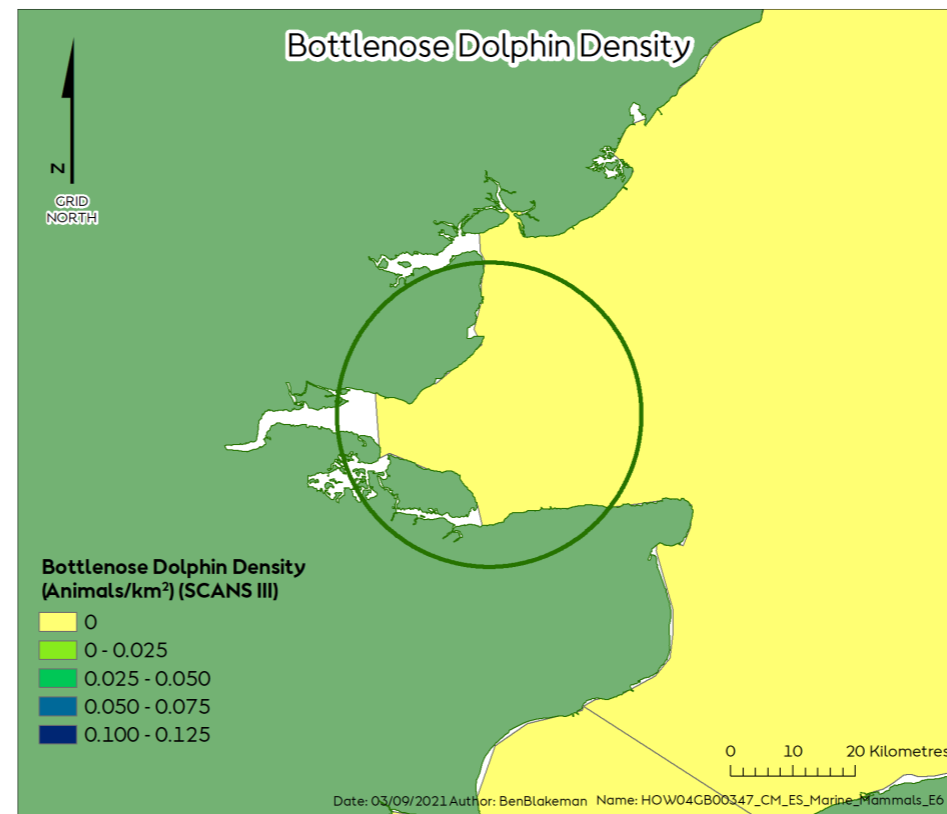 Bottlenose Dolphin Density
N
GRID
NORTH
Bottlenose Dolphin Density
(Animals/km²) (SCANS III)
0
0 - 0.025
0.025 - 0.050
0.050 - 0.075
0.100 - 0.125
0 10 20 Kilometres
Date: 03/09/2021 Author: BenBlakeman Name: HOW04GB00347_CM_ES_Marine_Mammals_E6